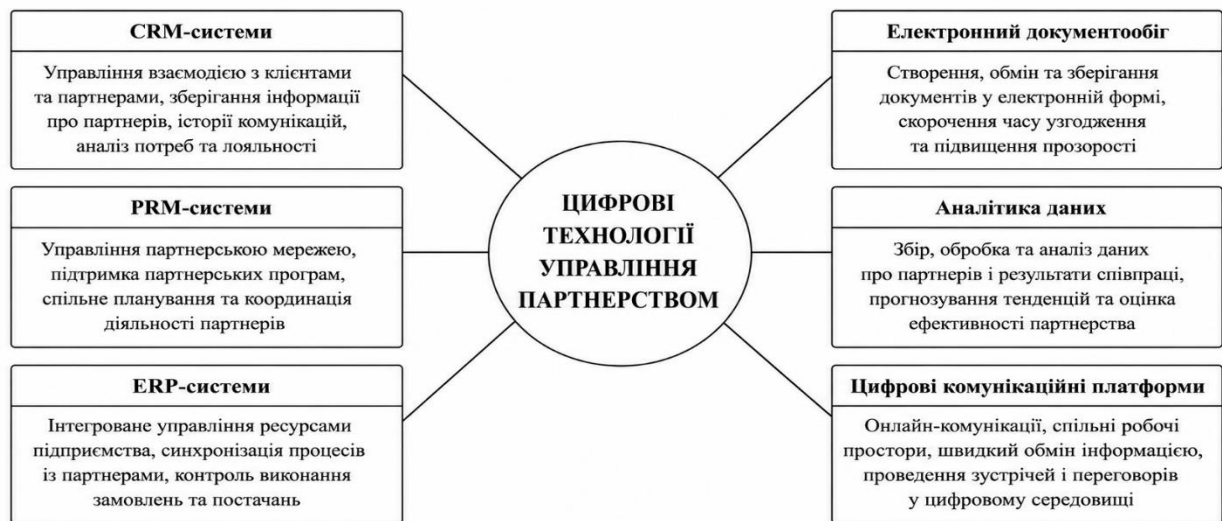 CRM-системи
Управління взаємодією з клієнтами
та партнерами, зберігання інформації
про партнерів, історії комунікацій,
аналіз потреб та лояльності
PRM-системи
Управління партнерською мережею,
підтримка партнерських програм,
спільне планування та координація
діяльності партнерів
ERP-системи
Інтегроване управління ресурсами
підприємства, синхронізація процесів
із партнерами, контроль виконання
замовлень та постачань
ЦИФРОВІ
ТЕХНОЛОГІЇ
УПРАВЛІННЯ
ПАРТНЕРСТВОМ
Електронний документообіг
Створення, обмін та зберігання
документів у електронній формі,
скорочення часу узгодження
та підвищення прозорості
Аналітика даних
Збір, обробка та аналіз даних
про партнерів і результати співпраці,
прогнозування тенденцій та оцінка
ефективності партнерства
Цифрові комунікаційні платформи
Онлайн-комунікації, спільні робочі
простори, швидкий обмін інформацією,
проведення зустрічей і переговорів
у цифровому середовищі